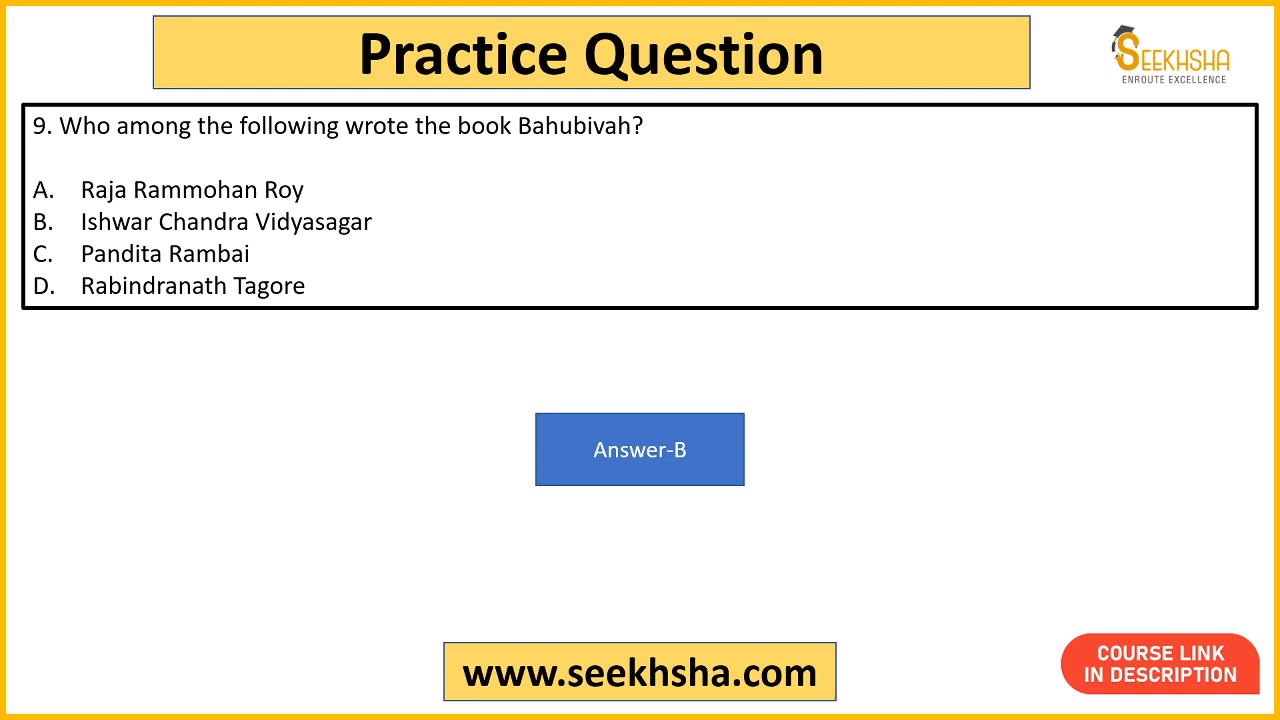 Practice Question
SEEKHSHA
ENROUTE EXCELLENCE
9. Who among the following wrote the book Bahubivah?
A. Raja Rammohan Roy
B. Ishwar Chandra Vidyasagar
C. Pandita Rambai
D. Rabindranath Tagore
Answer-B
www.seekhsha.com
COURSE LINK
IN DESCRIPTION